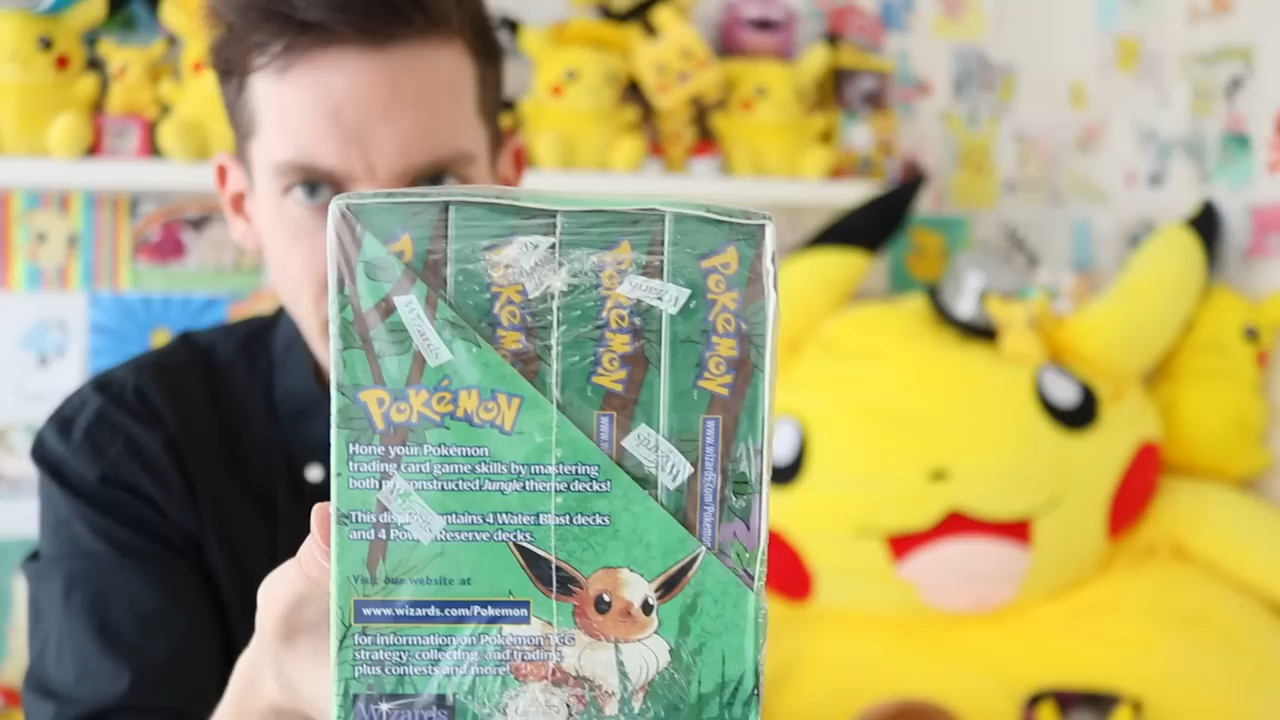 POKéMON
POKéMON
POKéMON
Wizards
Wizards
Wizards
POKéMON
www.wizards.com/Pokemon
Hone your Pokémon
trading card game skills by mastering
both preconstructed Jungle theme decks!
This display contains 4 Water Blast decks
and 4 Power Reserve decks.
Visit our website at
www.wizards.com/Pokemon
for information on Pokémon TCG
strategy, collecting, and trading
plus contests and more!
Wizards